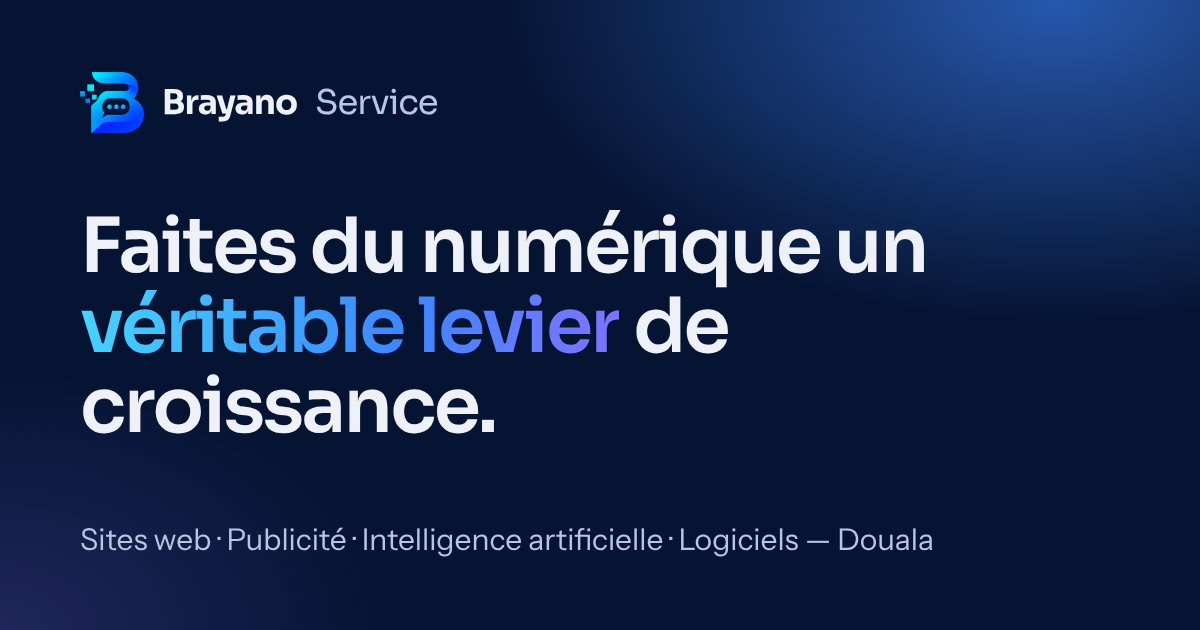 Brayano Service
Faites du numérique un
véritable levier de
croissance.
Sites web · Publicité · Intelligence artificielle · Logiciels — Douala